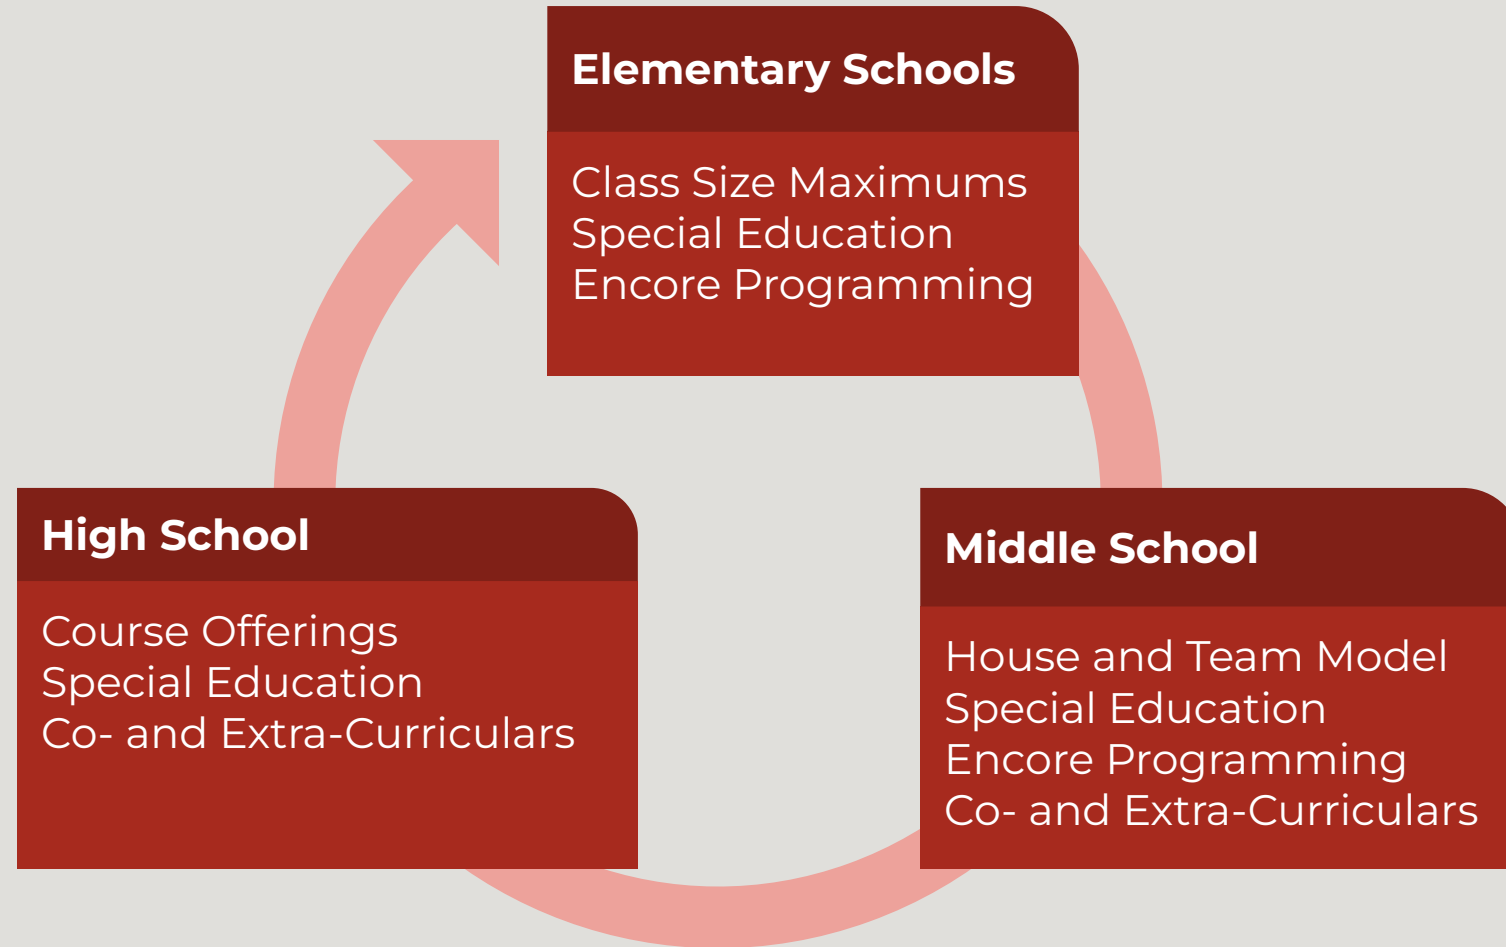 Elementary Schools
Class Size Maximums
Special Education
Encore Programming
High School
Course Offerings
Special Education
Co- and Extra-Curriculars
Middle School
House and Team Model
Special Education
Encore Programming
Co- and Extra-Curriculars